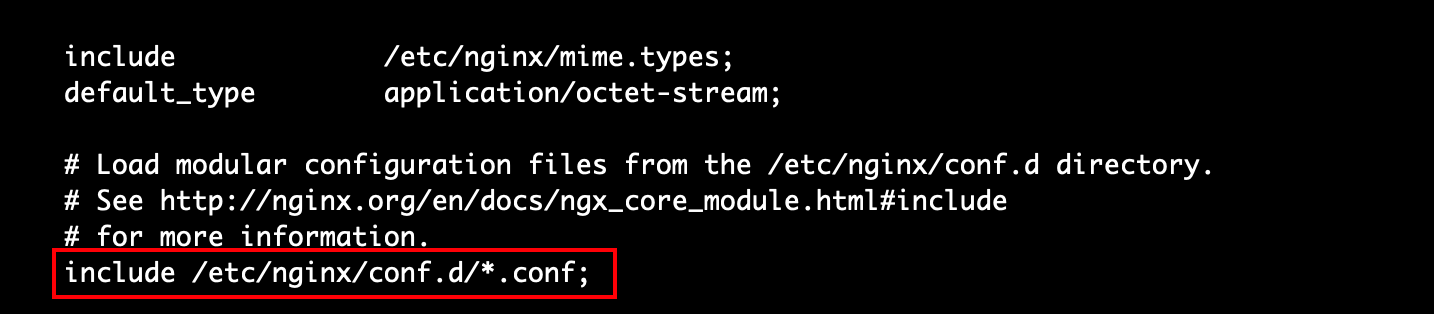 include             /etc/nginx/mime.types;
default_type        application/octet-stream;
# Load modular configuration files from the /etc/nginx/conf.d directory.
# See http://nginx.org/en/docs/ngx_core_module.html#include
# for more information.
include /etc/nginx/conf.d/*.conf;